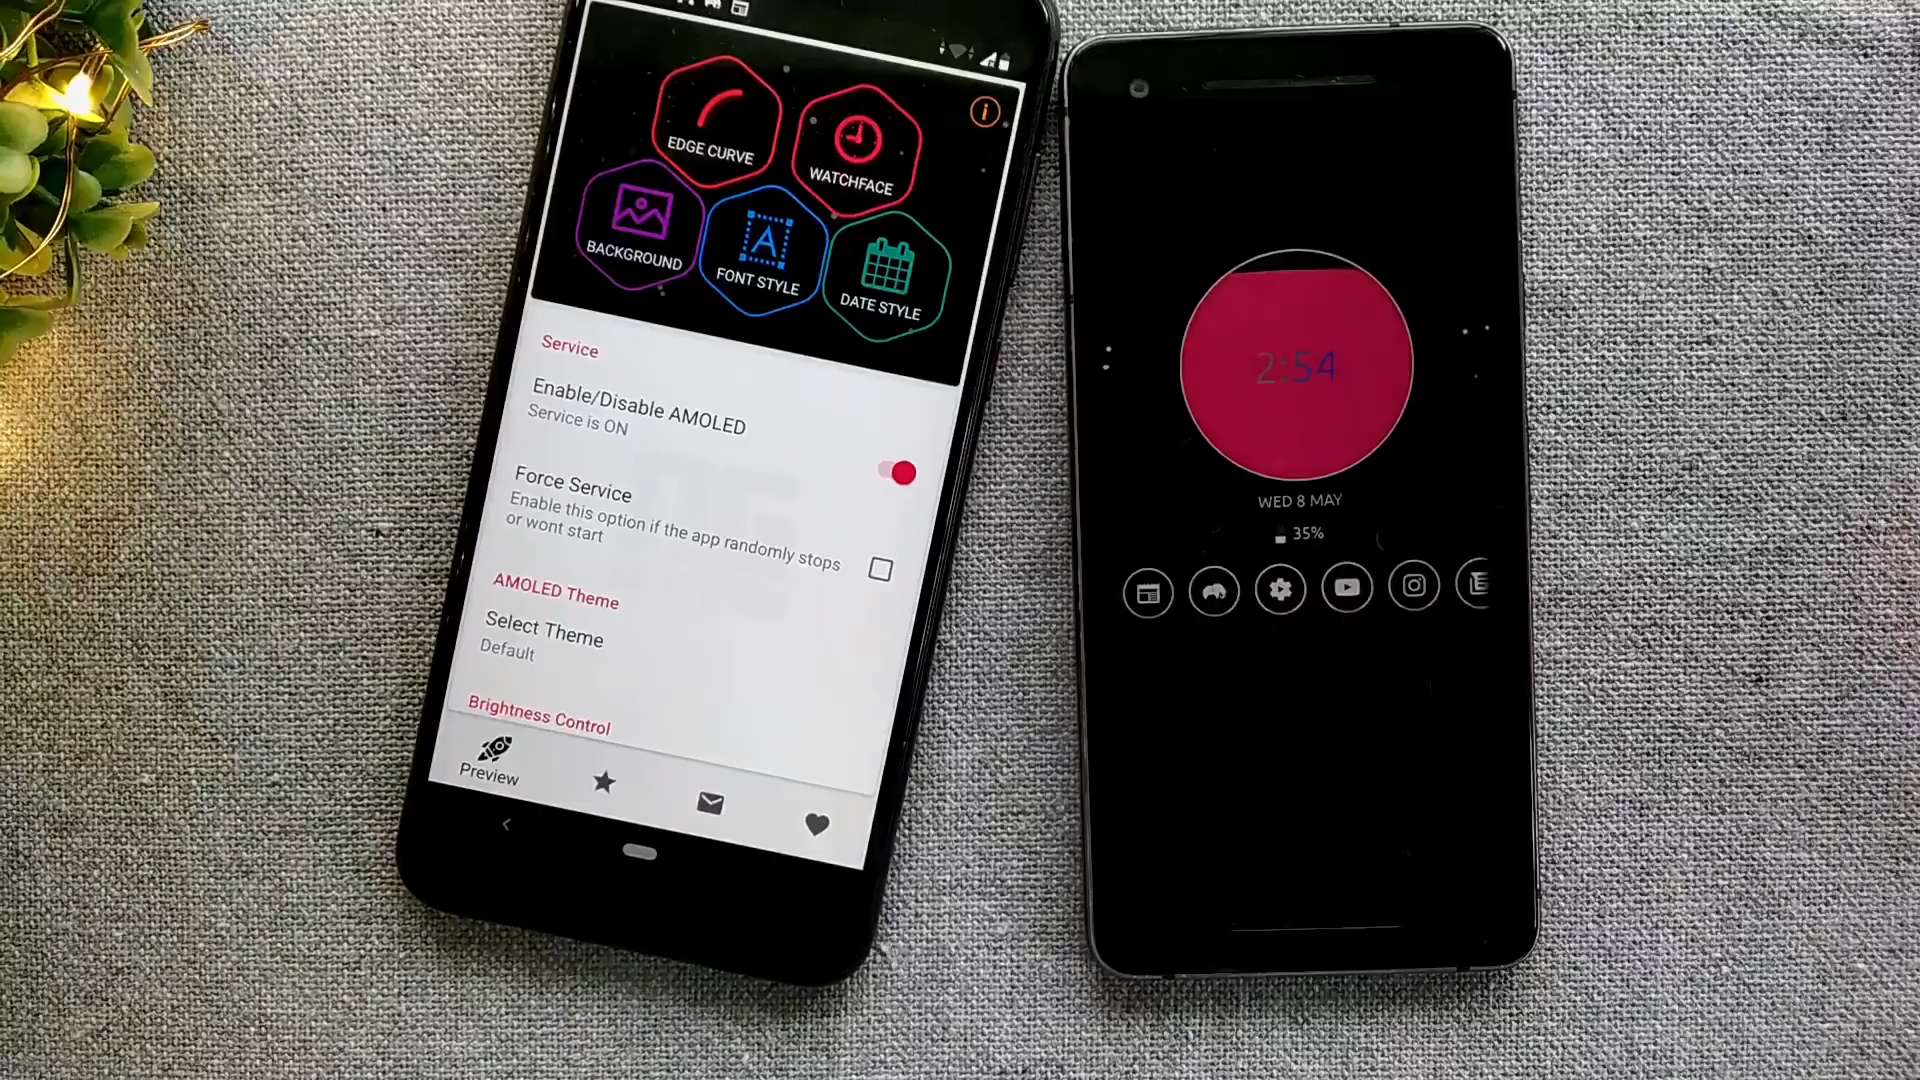 EDGE CURVE
WATCHFACE
BACKGROUND
FONT STYLE
DATE STYLE
Service
Enable/Disable AMOLED
Service is ON
Force Service
Enable this option if the app randomly stops
or wont start
AMOLED Theme
Select Theme
Default
Brightness Control
Preview
2:54
WED 8 MAY
35%